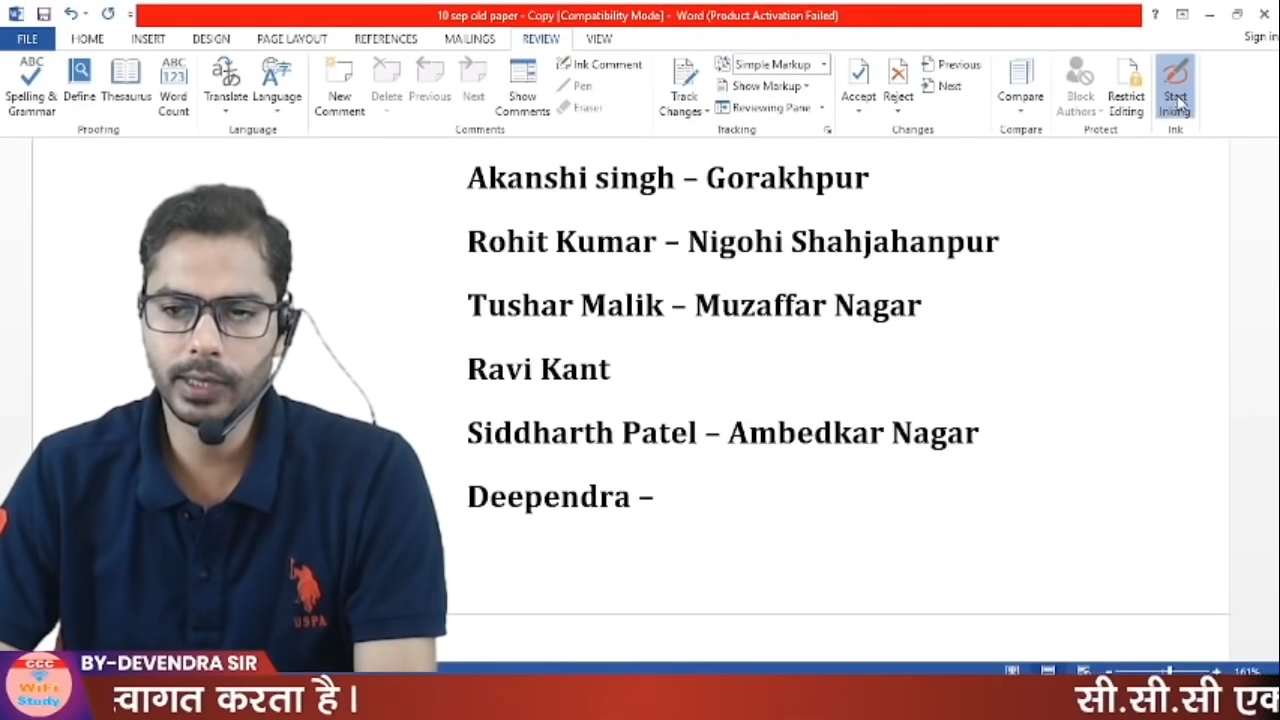 10 sep old paper - Copy [Compatibility Mode] - Word (Product Activation Failed)
?
FILE HOME INSERT DESIGN PAGE LAYOUT REFERENCES MAILINGS REVIEW VIEW Sign in
ABC Spelling & Grammar
Define
Thesaurus
ABC 123 Word Count
Translate
Language
New Comment
Delete
Previous
Next
Show Comments
Ink Comment
Pen
Eraser
Track Changes
Simple Markup
Show Markup
Reviewing Pane
Accept
Reject
Previous
Next
Compare
Block Authors
Restrict Editing
Start Inking
Proofing Language Comments Tracking Changes Compare Protect Ink
Akanshi singh – Gorakhpur
Rohit Kumar – Nigohi Shahjahanpur
Tushar Malik – Muzaffar Nagar
Ravi Kant
Siddharth Patel – Ambedkar Nagar
Deependra –
USPA
161%
CCC WiFi Study
BY-DEVENDRA SIR
वागत करता है। सी.सी.सी एव